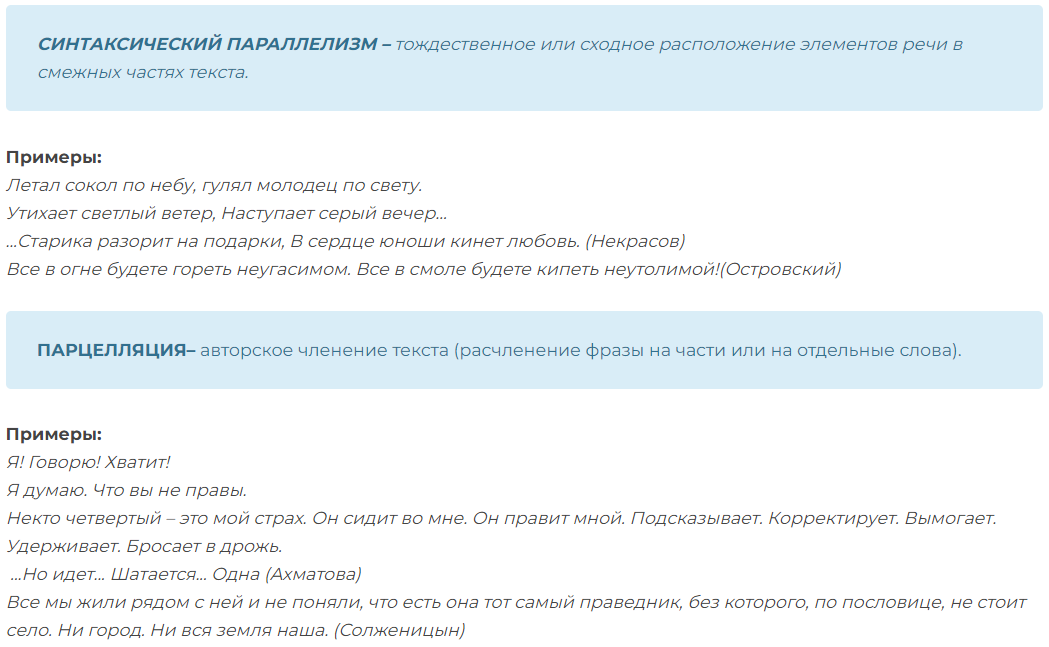 СИНТАКСИЧЕСКИЙ ПАРАЛЛЕЛИЗМ – тождественное или сходное расположение элементов речи в
смежных частях текста.
Примеры:
Летал сокол по небу, гулял молодец по свету.
Утихает светлый ветер, Наступает серый вечер...
...Старика разорит на подарки, В сердце юноши кинет любовь. (Некрасов)
Все в огне будете гореть неугасимом. Все в смоле будете кипеть неутолимой!(Островский)
ПАРЦЕЛЛЯЦИЯ– авторское членение текста (расчленение фразы на части или на отдельные слова).
Примеры:
Я! Говорю! Хватит!
Я думаю. Что вы не правы.
Некто четвертый – это мой страх. Он сидит во мне. Он правит мной. Подсказывает. Корректирует. Вымогает.
Удерживает. Бросает в дрожь.
...Но идет... Шатается... Одна (Ахматова)
Все мы жили рядом с ней и не поняли, что есть она тот самый праведник, без которого, по пословице, не стоит
село. Ни город. Ни вся земля наша. (Солженицын)